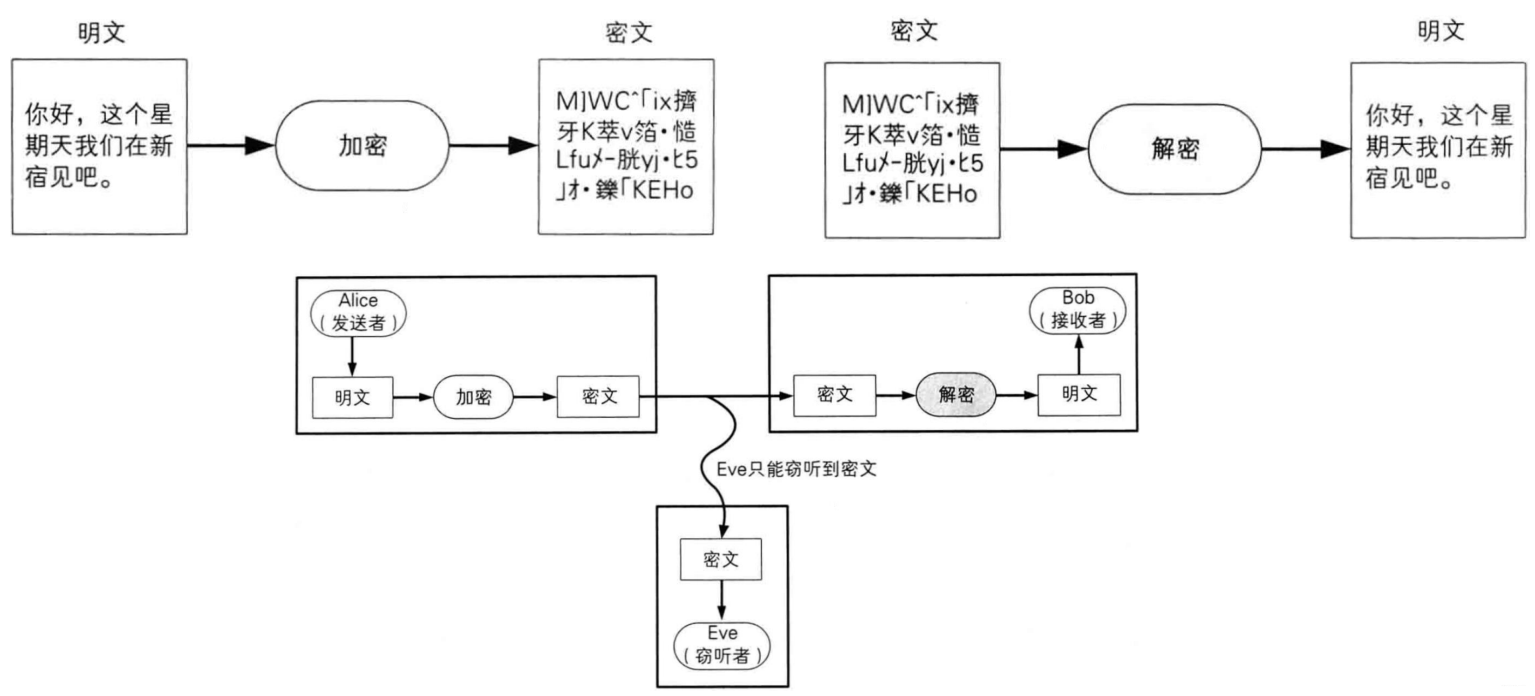 明文
密文
密文
明文
你好，这个星
期天我们在新
宿见吧。
加密
M]WC^「ix擠
牙K萃v箔・慥
Lfuﾒｰ胱yj・ﾋ5
｣ｵ・鑠｢KEHo
M]WC^「ix擠
牙K萃v箔・慥
Lfuﾒｰ胱yj・ﾋ5
｣ｵ・鑠｢KEHo
解密
你好，这个星
期天我们在新
宿见吧。
Alice
（发送者）
明文
加密
密文
Bob
（接收者）
密文
解密
明文
Eve只能窃听到密文
密文
Eve
（窃听者）